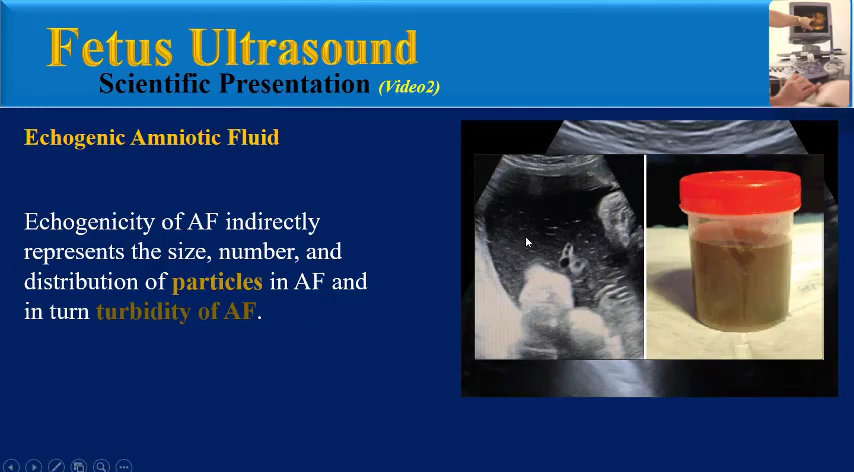 Fetus Ultrasound
Scientific Presentation (Video2)
Echogenic Amniotic Fluid
Echogenicity of AF indirectly
represents the size, number, and
distribution of particles in AF and
in turn turbidity of AF.